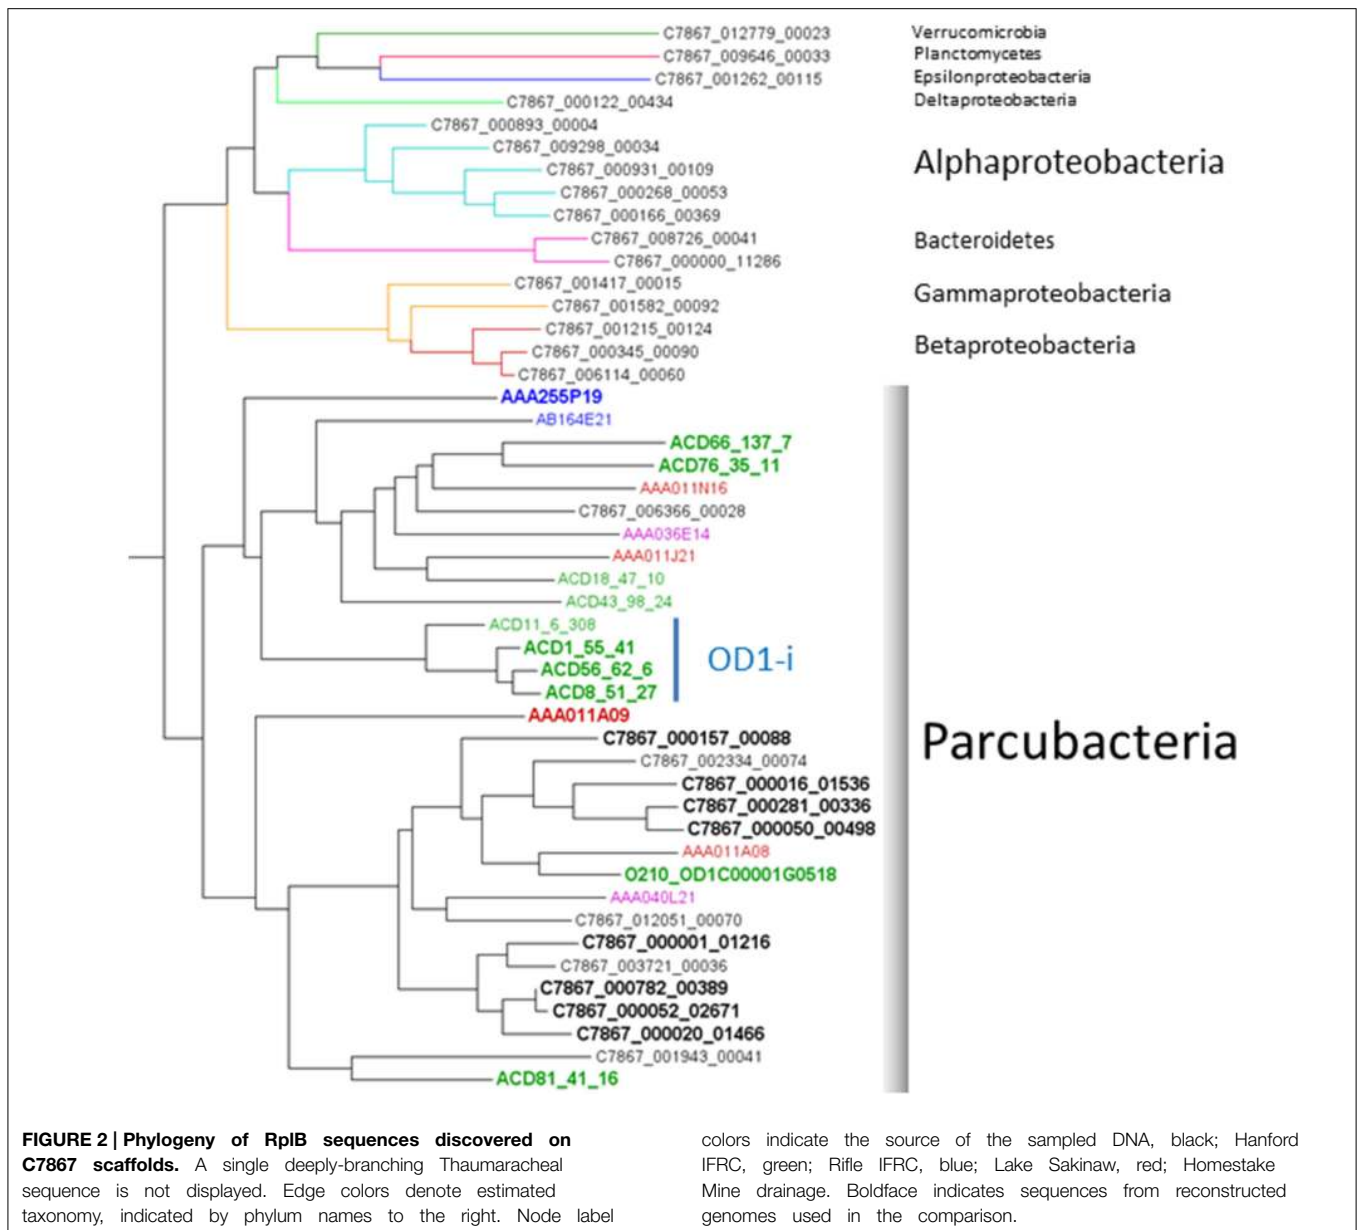 C7867_012779_00023 Verrucomicrobia
C7867_009646_00033 Planctomycetes
C7867_001262_00115 Epsilonproteobacteria
C7867_000122_00434 Deltaproteobacteria
C7867_000893_00004
C7867_009298_00034
Alphaproteobacteria
C7867_000931_00109
C7867_000268_00053
C7867_000166_00369
C7867_008726_00041 Bacteroidetes
C7867_000000_11286
C7867_001417_00015
Gammaproteobacteria
C7867_001582_00092
C7867_001215_00124
Betaproteobacteria
C7867_000345_00090
C7867_006114_00060
AAA255P19
AB164E21
ACD66_137_7
ACD76_35_11
AAA011N16
C7867_006366_00028
AAA036E14
AAA011J21
ACD18_47_10
ACD43_98_24
ACD11_6_308
ACD1_55_41
OD1-i
ACD56_62_6
ACD8_51_27
AAA011A09
C7867_000157_00088
Parcubacteria
C7867_002334_00074
C7867_000016_01536
C7867_000281_00336
C7867_000050_00498
AAA011A08
O210_OD1C00001G0518
AAA040L21
C7867_012051_00070
C7867_000001_01216
C7867_003721_00036
C7867_000782_00389
C7867_000052_02671
C7867_000020_01466
C7867_001943_00041
ACD81_41_16
FIGURE 2 | Phylogeny of RplB sequences discovered on
C7867 scaffolds. A single deeply-branching Thaumaracheal
sequence is not displayed. Edge colors denote estimated
taxonomy, indicated by phylum names to the right. Node label
colors indicate the source of the sampled DNA, black; Hanford
IFRC, green; Rifle IFRC, blue; Lake Sakinaw, red; Homestake
Mine drainage. Boldface indicates sequences from reconstructed
genomes used in the comparison.